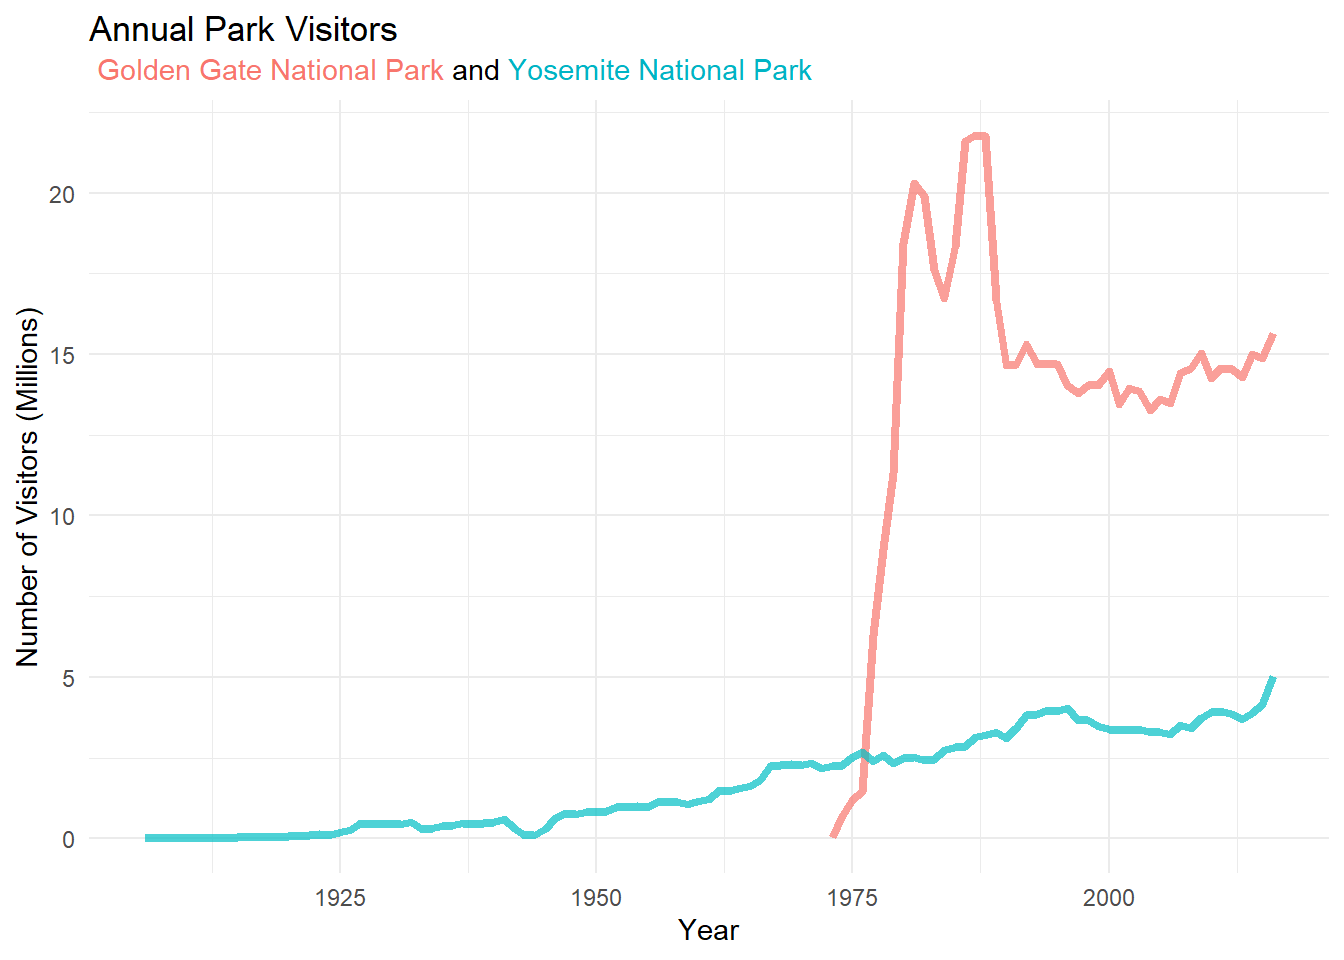 Annual Park Visitors
Golden Gate National Park and Yosemite National Park
Number of Visitors (Millions)
20
15
10
5
0
1925 1950 1975 2000
Year